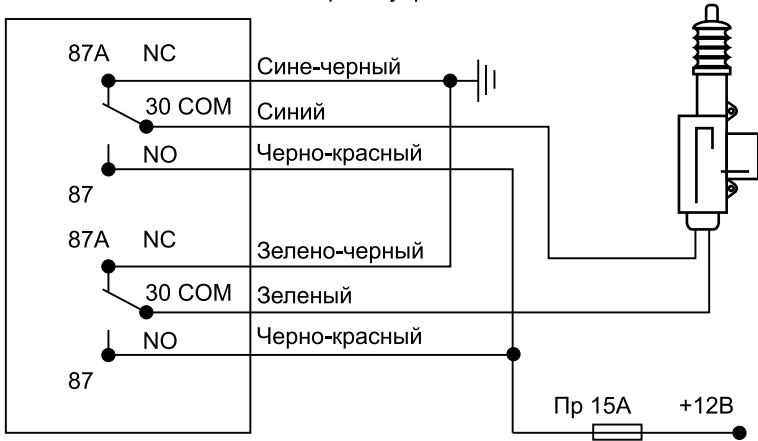 87A NC
Сине-черный
30 COM
Синий
NO
Черно-красный
87
87A NC
Зелено-черный
30 COM
Зеленый
NO
Черно-красный
87
Пр 15А
+12В